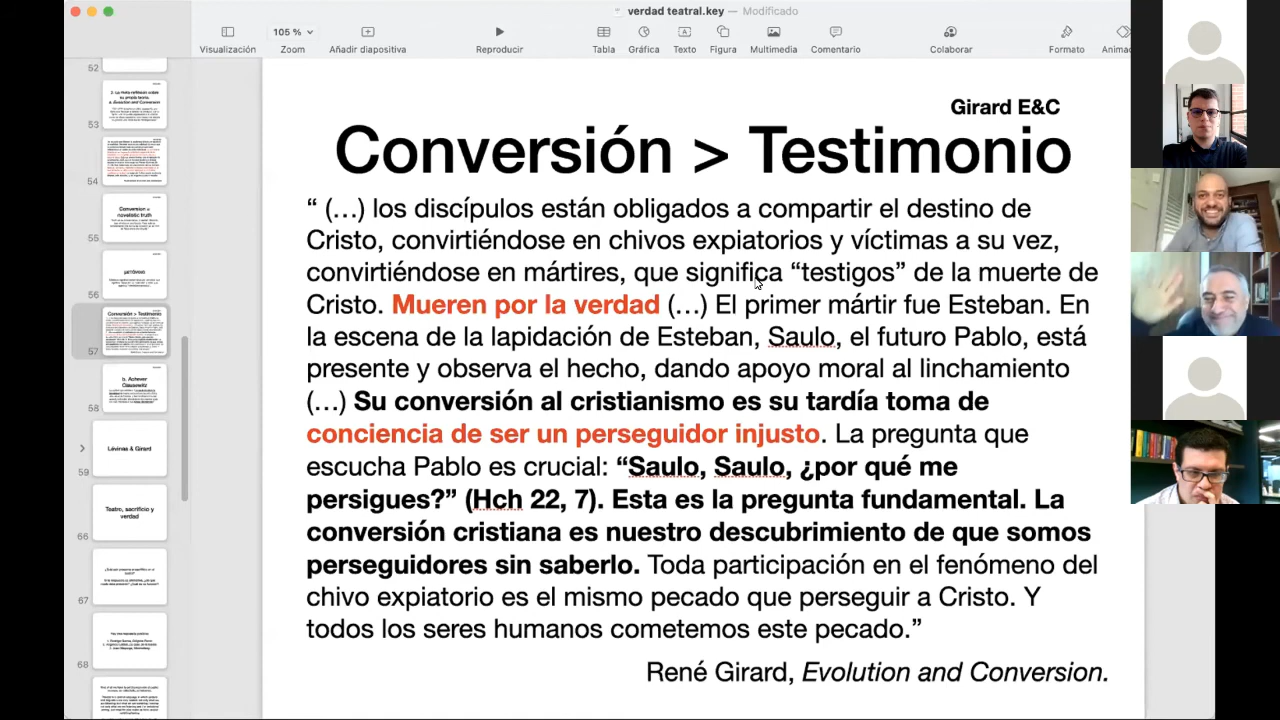 verdad teatral.key — Modificado
105 %
Visualización
Zoom
Añadir diapositiva
Reproducir
Tabla
Gráfica
Texto
Figura
Multimedia
Comentario
Colaborar
Formato
Animac
52
53
54
Conversion =
novelistic truth
55
56
Conversión > Testimonio
57
58
Lévinas & Girard
59
Teatro, sacrificio y
verdad
66
67
68
Girard E&C
Conversión > Testimonio
“ (…) los discípulos están obligados a compartir el destino de
Cristo, convirtiéndose en chivos expiatorios y víctimas a su vez,
convirtiéndose en mártires, que significa “testigos” de la muerte de
Cristo. Mueren por la verdad (…) El primer mártir fue Esteban. En
la escena de la lapidación de Esteban, Saulo, el futuro Pablo, está
presente y observa el hecho, dando apoyo moral al linchamiento
(…) Su conversión al cristianismo es su tardía toma de
conciencia de ser un perseguidor injusto. La pregunta que
escucha Pablo es crucial: “Saulo, Saulo, ¿por qué me
persigues?” (Hch 22, 7). Esta es la pregunta fundamental. La
conversión cristiana es nuestro descubrimiento de que somos
perseguidores sin saberlo. Toda participación en el fenómeno del
chivo expiatorio es el mismo pecado que perseguir a Cristo. Y
todos los seres humanos cometemos este pecado.”
René Girard, Evolution and Conversion.